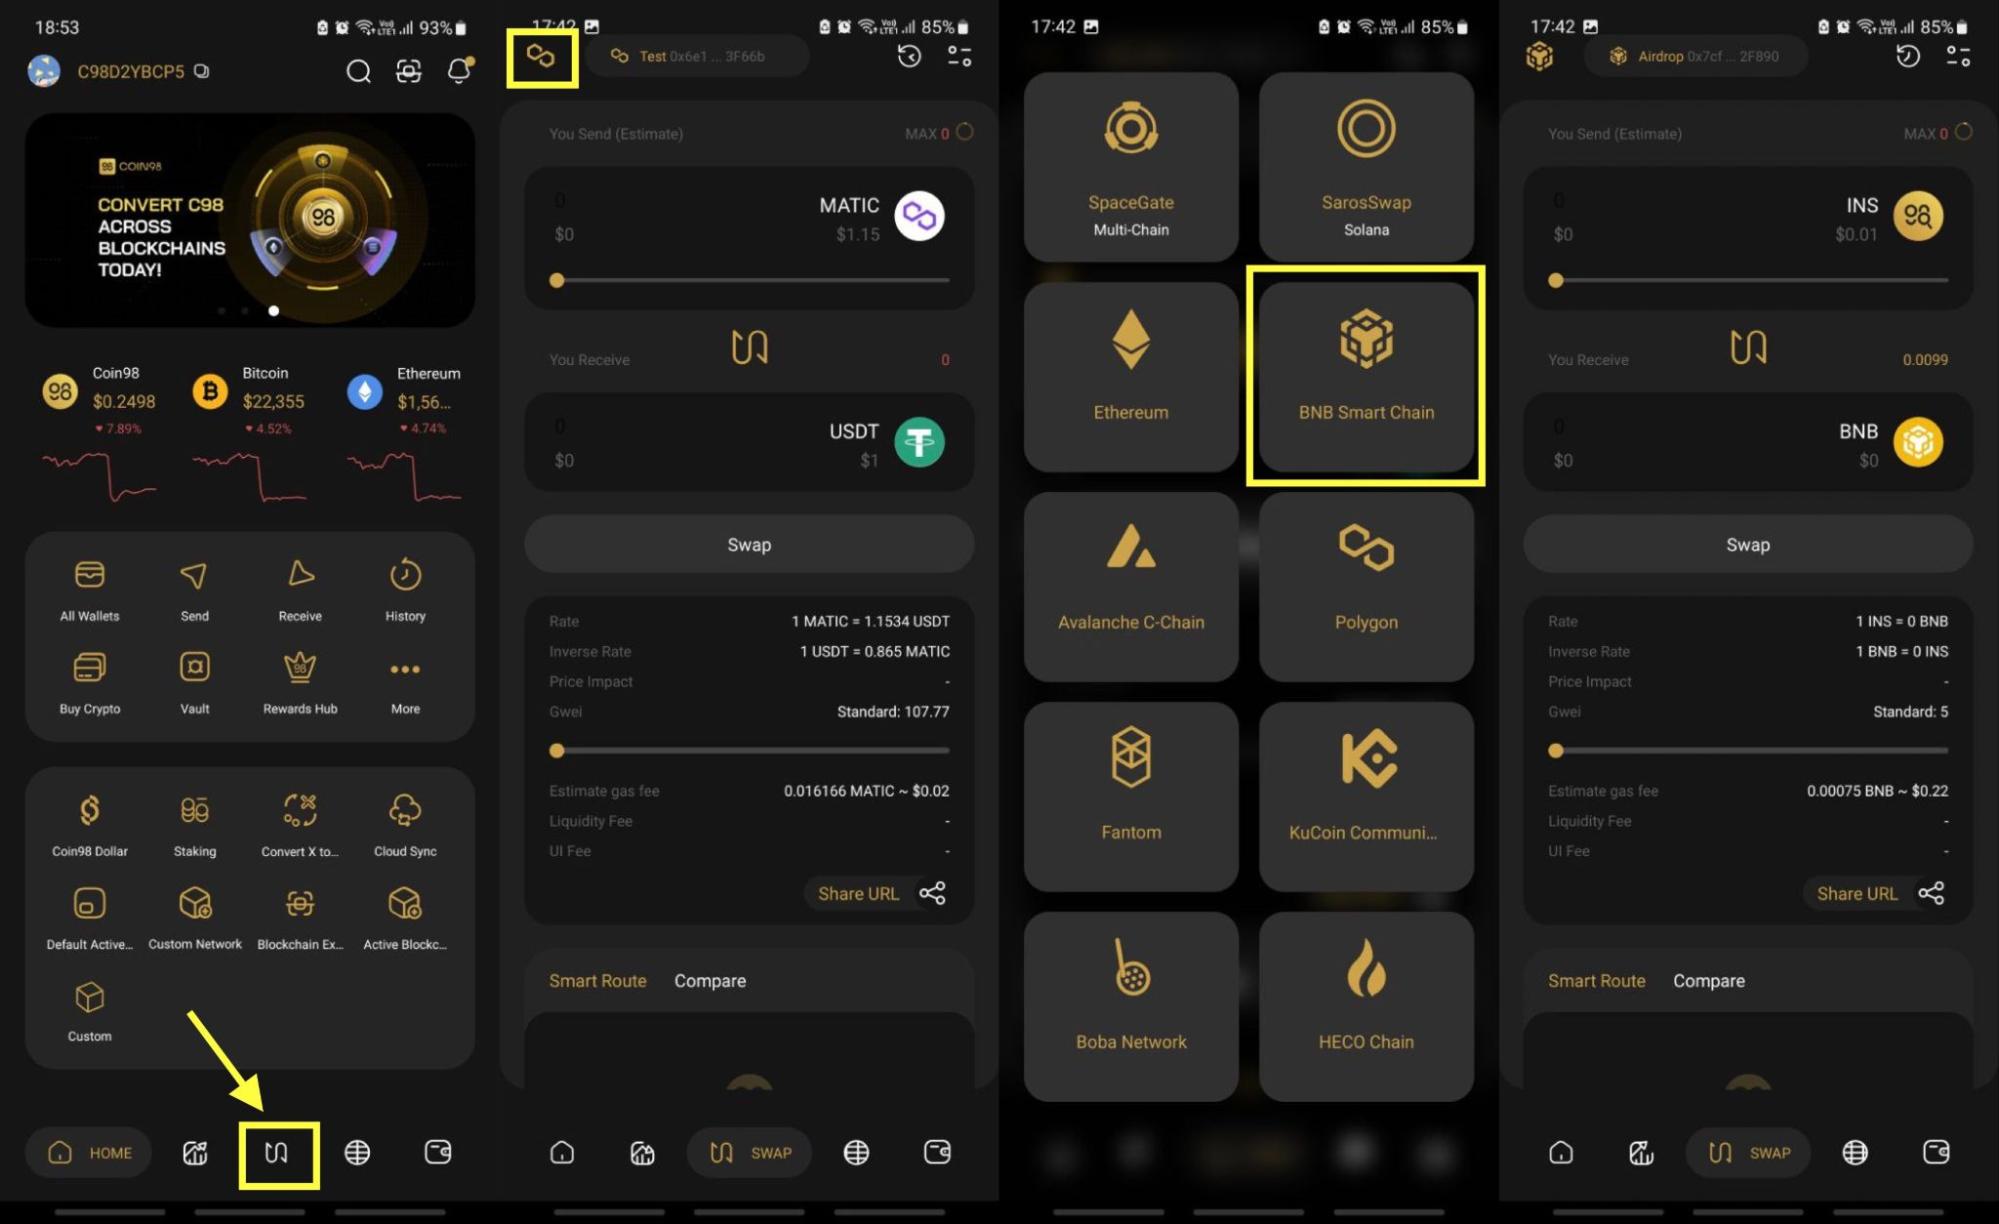 18:53
93%
C98D2YBCP5
COIN98
CONVERT C98
ACROSS
BLOCKCHAINS
TODAY!
Coin98
$0.2498
7.89%
Bitcoin
$22,355
4.52%
Ethereum
$1,56...
4.74%
All Wallets
Send
Receive
History
Buy Crypto
Vault
Rewards Hub
More
Coin98 Dollar
Staking
Convert X to...
Cloud Sync
Default Active...
Custom Network
Blockchain Ex...
Active Blockc...
Custom
HOME
17:42
85%
Test 0x6e1 ... 3F66b
You Send (Estimate)
MAX 0
0
MATIC
$0
$1.15
You Receive
0
0
USDT
$0
$1
Swap
Rate
1 MATIC = 1.1534 USDT
Inverse Rate
1 USDT = 0.865 MATIC
Price Impact
-
Gwei
Standard: 107.77
Estimate gas fee
0.016166 MATIC ~ $0.02
Liquidity Fee
-
UI Fee
-
Share URL
Smart Route
Compare
SWAP
17:42
85%
SpaceGate
Multi-Chain
SarosSwap
Solana
Ethereum
BNB Smart Chain
Avalanche C-Chain
Polygon
Fantom
KuCoin Communi...
Boba Network
HECO Chain
17:42
85%
Airdrop 0x7cf ... 2F890
You Send (Estimate)
MAX 0
0
INS
$0
$0.01
You Receive
0.0099
0
BNB
$0
$0
Swap
Rate
1 INS = 0 BNB
Inverse Rate
1 BNB = 0 INS
Price Impact
-
Gwei
Standard: 5
Estimate gas fee
0.00075 BNB ~ $0.22
Liquidity Fee
-
UI Fee
-
Share URL
Smart Route
Compare
SWAP